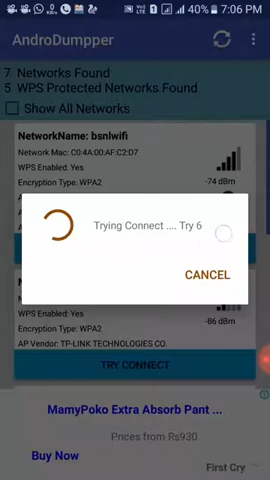 40% 7:06 PM
AndroDumpper
7 Networks Found
5 WPS Protected Networks Found
Show All Networks
NetworkName: bsnlwifi
Network Mac: C0:4A:00:AF:C2:D7
WPS Enabled: Yes
Encryption Type: WPA2
-74 dBm
Trying Connect .... Try 6
CANCEL
WPS Enabled: Yes
Encryption Type: WPA2
-86 dBm
AP Vendor: TP-LINK TECHNOLOGIES CO.
TRY CONNECT
MamyPoko Extra Absorb Pant ...
Prices from Rs930
Buy Now
First Cry